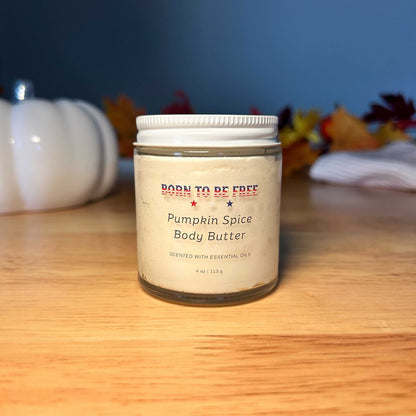 BORN TO BE FREE
Pumpkin Spice
Body Butter
SCENTED WITH ESSENTIAL OILS
4 oz | 113 g